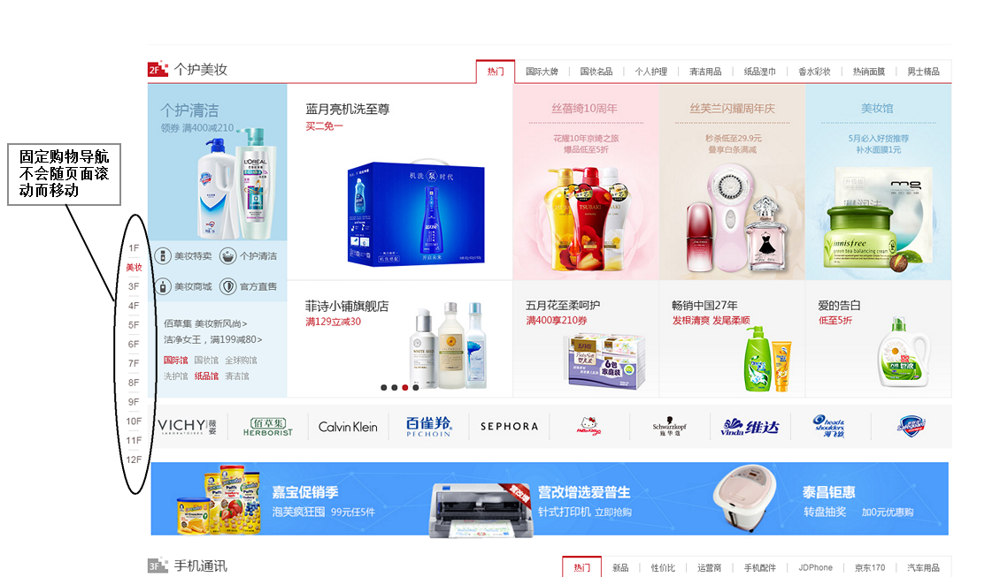 2F 个护美妆
热门 国际大牌 国妆名品 个人护理 清洁用品 纸品湿巾 香水彩妆 热销面膜 男士精品
个护清洁
领券 满400减210
L'OREAL
蓝月亮机洗至尊
买二免一
机洗 泵 时代
丝蓓绮10周年
花耀10年京绮之旅
爆品低至5折
TSUBAKI
丝芙兰闪耀周年庆
秒杀低至29.9元
叠享白条满减
美妆馆
5月必入好货推荐
补水面膜1元
innisfree
green tea balancing cream
固定购物导航
不会随页面滚
动而移动
1F
美妆
3F
4F
5F
6F
7F
8F
9F
10F
11F
12F
美妆特卖 个护清洁
美妆商城 官方直售
佰草集 美妆新风尚>
洁净女王，满199减80>
国际馆 国妆馆 全球购馆
洗护馆 纸品馆 清洁馆
菲诗小铺旗舰店
满129立减30
五月花至柔呵护
满400享210券
6包
家庭装
畅销中国27年
发根清爽 发尾柔顺
爱的告白
低至5折
VICHY 薇姿
LABORATOIRES
佰草集
HERBORIST
Calvin Klein
百雀羚
PECHOIN
SEPHORA
Hello Kitty
Schwarzkopf
施华蔻
Vinda 维达
head&
shoulders
海飞丝
Safeguard
嘉宝促销季
泡芙疯狂囤 99元任5件
Puffs
营改增
营改增选爱普生
针式打印机 立即抢购
泰昌钜惠
转盘抽奖 加0元优惠购
3F 手机通讯
热门 新品 性价比 运营商 手机配件 JDPhone 京东170 汽车用品